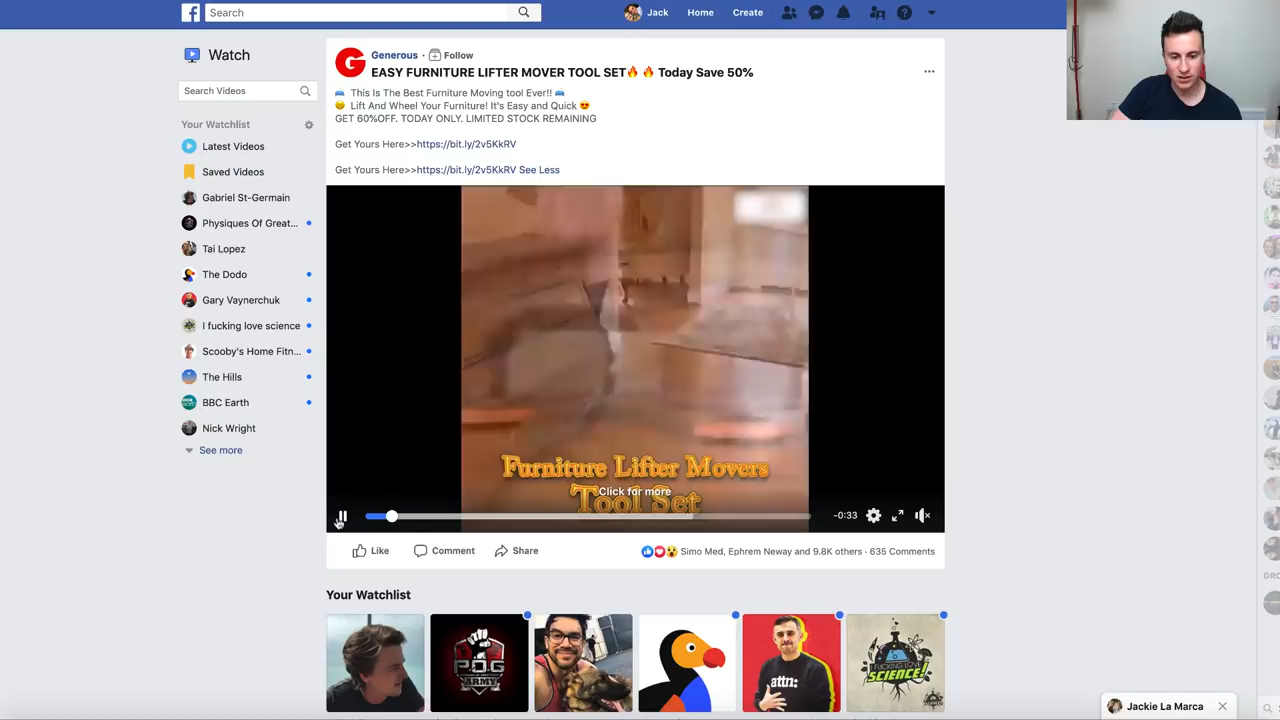 Search
Jack
Home
Create
Watch
Search Videos
Your Watchlist
Latest Videos
Saved Videos
Gabriel St-Germain
Physiques Of Great...
Tai Lopez
The Dodo
Gary Vaynerchuk
I fucking love science
Scooby's Home Fitn...
The Hills
BBC Earth
Nick Wright
See more
Generous · Follow
EASY FURNITURE LIFTER MOVER TOOL SET🔥 🔥 Today Save 50%
This Is The Best Furniture Moving tool Ever!!
Lift And Wheel Your Furniture! It's Easy and Quick 😍
GET 60%OFF. TODAY ONLY. LIMITED STOCK REMAINING
Get Yours Here>>https://bit.ly/2v5KkRV
Get Yours Here>>https://bit.ly/2v5KkRV See Less
Furniture Lifter Movers
Tool Set
Click for more
-0:33
Like
Comment
Share
Simo Med, Ephrem Neway and 9.8K others · 635 Comments
Your Watchlist
P.O.G
ARMY
attn:
I FUCKING LOVE
SCIENCE!
GRO
Jackie La Marca